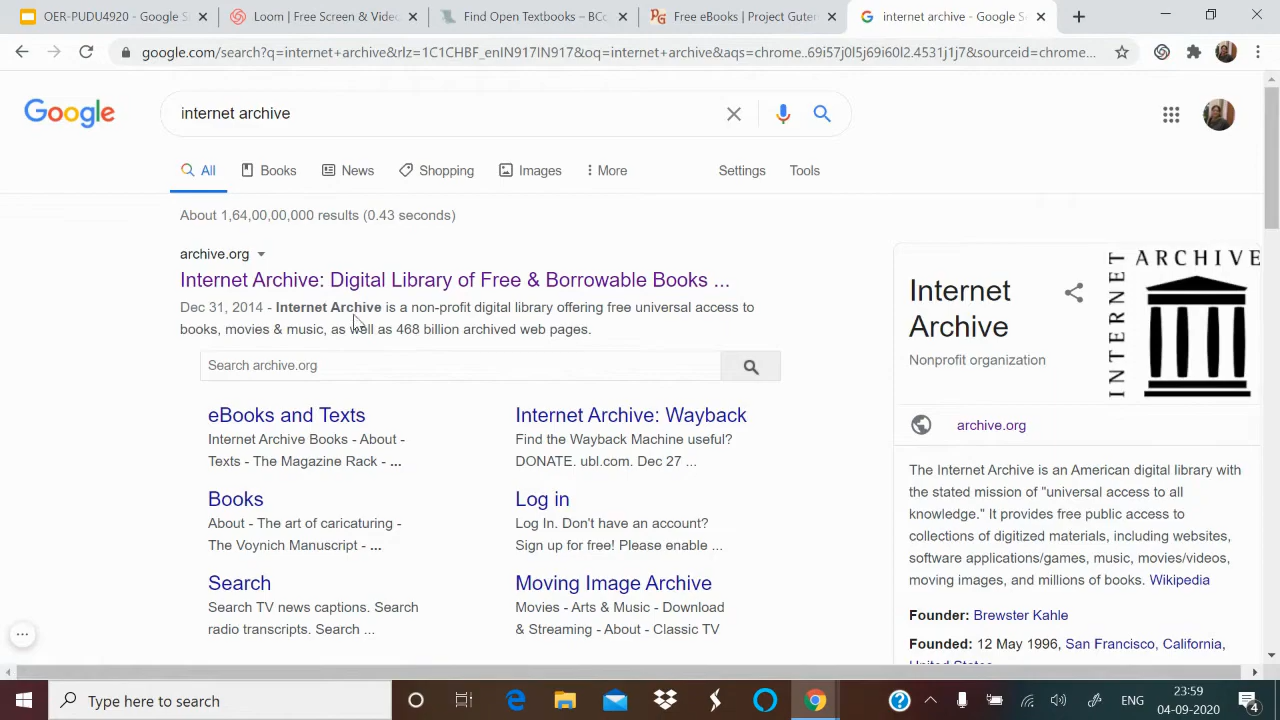 OER-PUDU4920 - Google S
Loom | Free Screen & Vide
Find Open Textbooks – BCc
Free eBooks | Project Guten
internet archive - Google Se
google.com/search?q=internet+archive&rlz=1C1CHBF_enIN917IN917&oq=internet+archive&aqs=chrome..69i57j0l5j69i60l2.4531j1j7&sourceid=chrome...
Google
internet archive
All
Books
News
Shopping
Images
More
Settings
Tools
About 1,64,00,00,000 results (0.43 seconds)
archive.org
Internet Archive: Digital Library of Free & Borrowable Books ...
Dec 31, 2014 - Internet Archive is a non-profit digital library offering free universal access to
books, movies & music, as well as 468 billion archived web pages.
Search archive.org
eBooks and Texts
Internet Archive Books - About -
Texts - The Magazine Rack - ...
Internet Archive: Wayback
Find the Wayback Machine useful?
DONATE. ubl.com. Dec 27 ...
Books
About - The art of caricaturing -
The Voynich Manuscript - ...
Log in
Log In. Don't have an account?
Sign up for free! Please enable ...
Search
Search TV news captions. Search
radio transcripts. Search ...
Moving Image Archive
Movies - Arts & Music - Download
& Streaming - About - Classic TV
Internet
Archive
Nonprofit organization
INTERNET
ARCHIVE
archive.org
The Internet Archive is an American digital library with
the stated mission of "universal access to all
knowledge." It provides free public access to
collections of digitized materials, including websites,
software applications/games, music, movies/videos,
moving images, and millions of books. Wikipedia
Founder: Brewster Kahle
Founded: 12 May 1996, San Francisco, California,
United States
Type here to search
ENG
23:59
04-09-2020
4